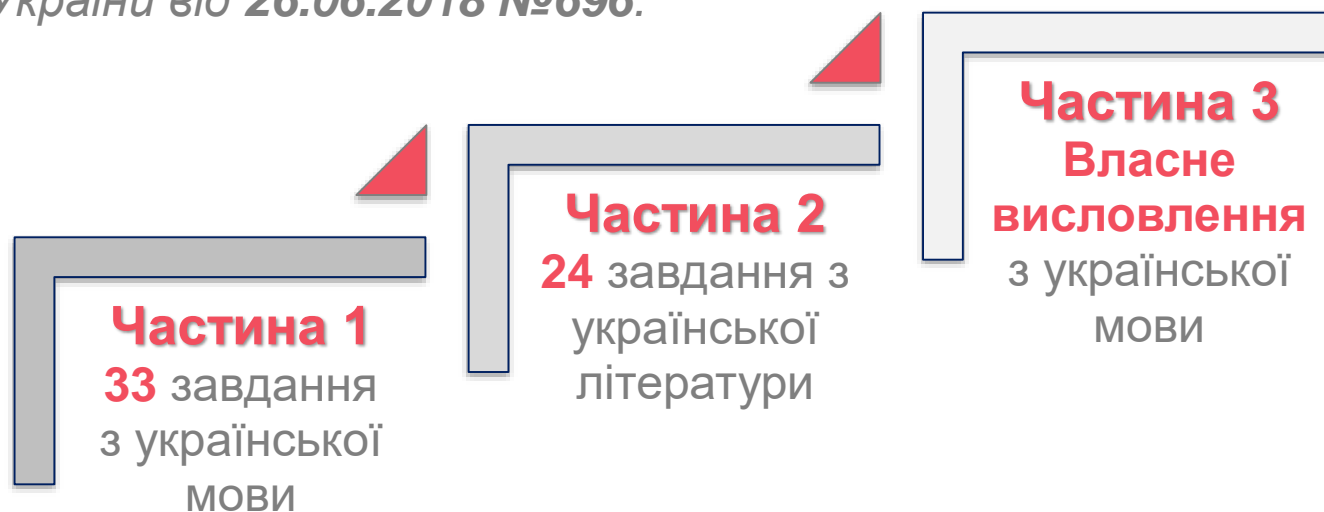 України від 26.06.2018 №696.
Частина 1
33 завдання
з української
мови
Частина 2
24 завдання з
української
літератури
Частина 3
Власне
висловлення
з української
мови